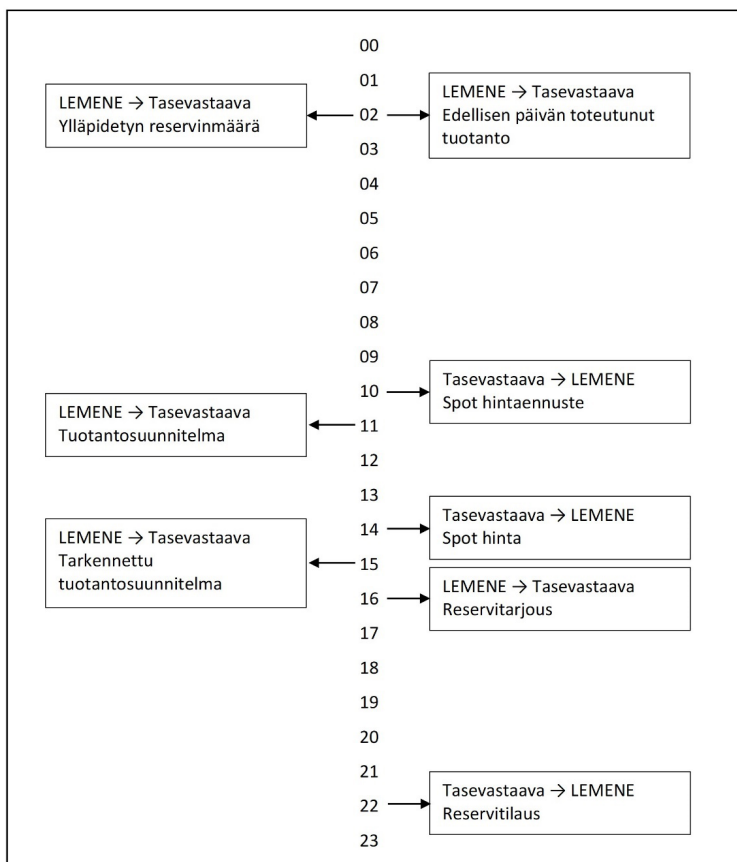 00
01
LEMENE → Tasevastaava
Ylläpidetyn reservinmäärä
02
LEMENE → Tasevastaava
Edellisen päivän toteutunut
tuotanto
03
04
05
06
07
08
09
10
Tasevastaava → LEMENE
Spot hintaennuste
LEMENE → Tasevastaava
Tuotantosuunnitelma
11
12
13
14
Tasevastaava → LEMENE
Spot hinta
LEMENE → Tasevastaava
Tarkennettu
tuotantosuunnitelma
15
16
LEMENE → Tasevastaava
Reservitarjous
17
18
19
20
21
22
Tasevastaava → LEMENE
Reservitilaus
23